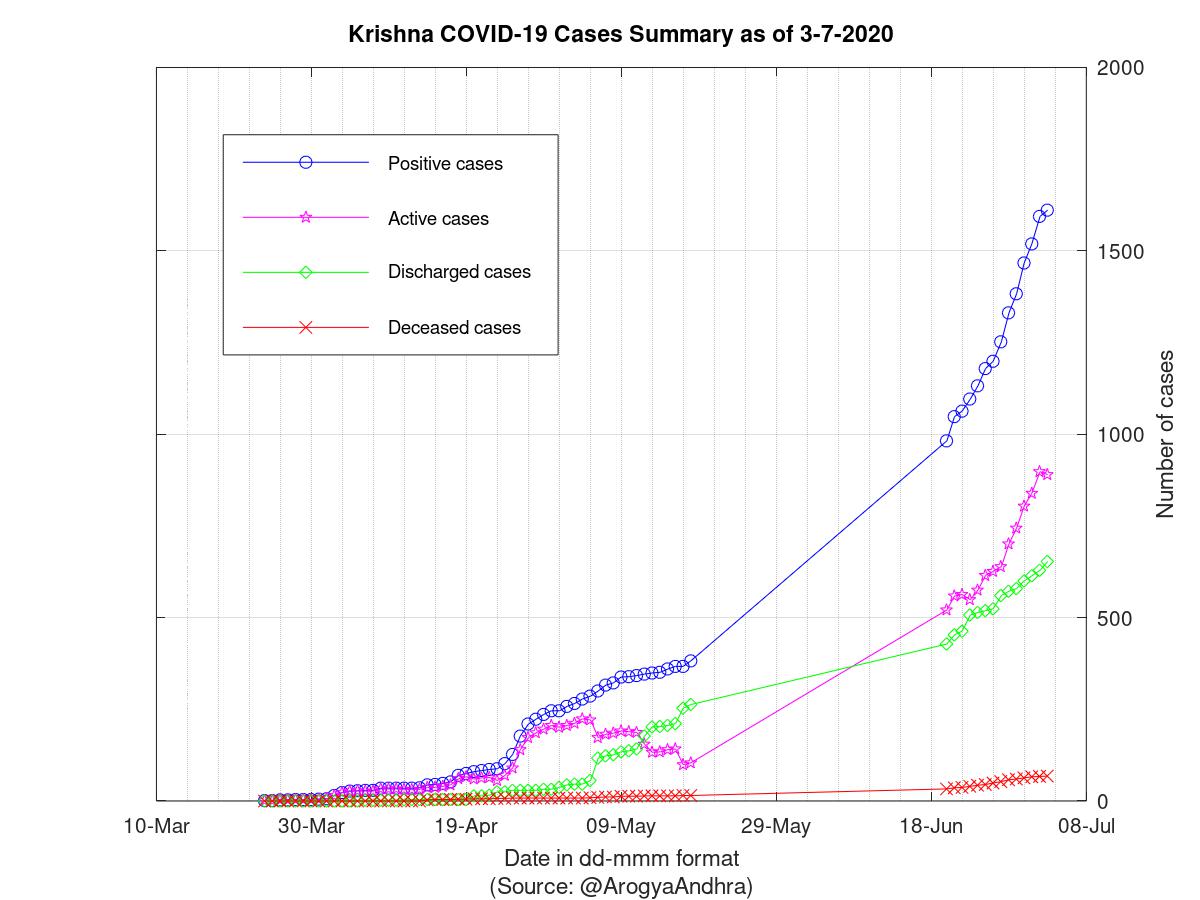 Krishna COVID-19 Cases Summary as of 3-7-2020
2000
1500
1000
500
0
Number of cases
Positive cases
Active cases
Discharged cases
Deceased cases
10-Mar 30-Mar 19-Apr 09-May 29-May 18-Jun 08-Jul
Date in dd-mmm format
(Source: @ArogyaAndhra)